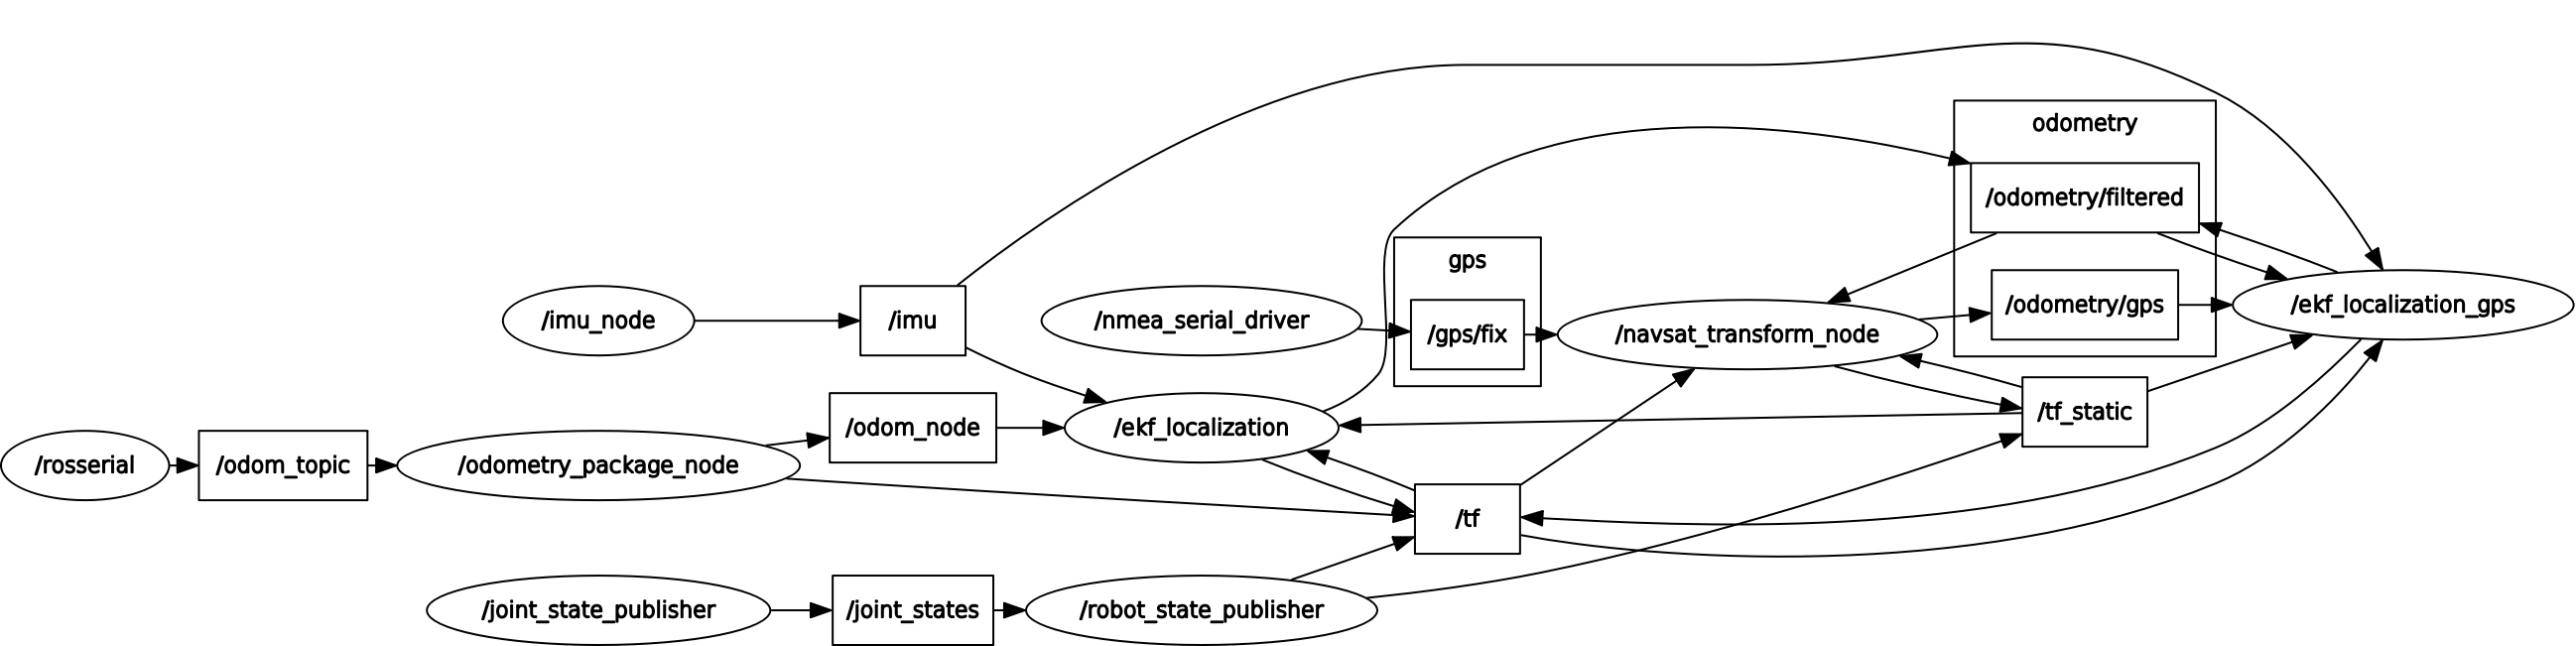 odometry
/odometry/filtered
gps
/odometry/gps
/ekf_localization_gps
/imu_node
/imu
/nmea_serial_driver
/gps/fix
/navsat_transform_node
/tf_static
/odom_node
/ekf_localization
/rosserial
/odom_topic
/odometry_package_node
/tf
/joint_state_publisher
/joint_states
/robot_state_publisher